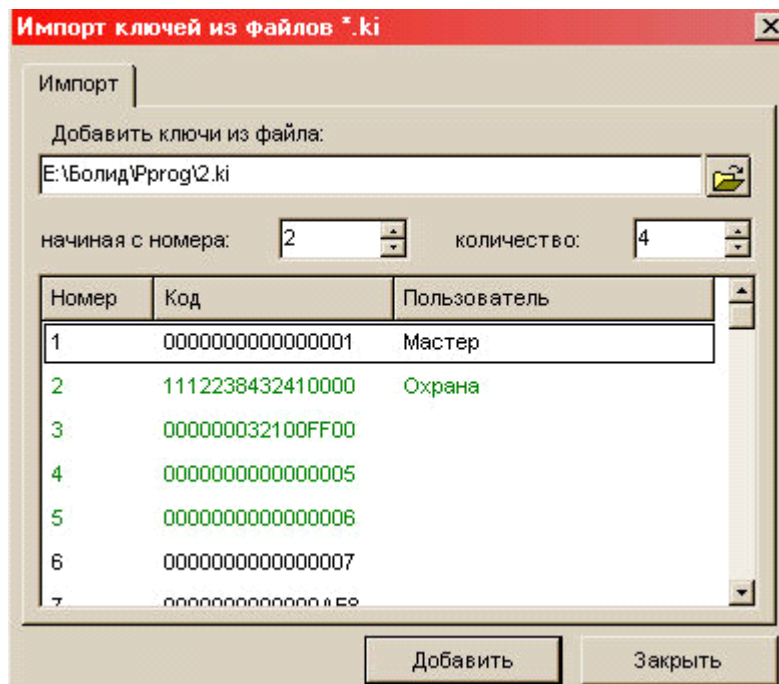 Импорт ключей из файлов *.ki
Импорт
Добавить ключи из файла:
E:\Болид\Pprog\2.ki
начиная с номера: 2 количество: 4
Номер Код Пользователь
1 0000000000000001 Мастер
2 1112238432410000 Охрана
3 000000032100FF00
4 0000000000000005
5 0000000000000006
6 0000000000000007
Добавить Закрыть